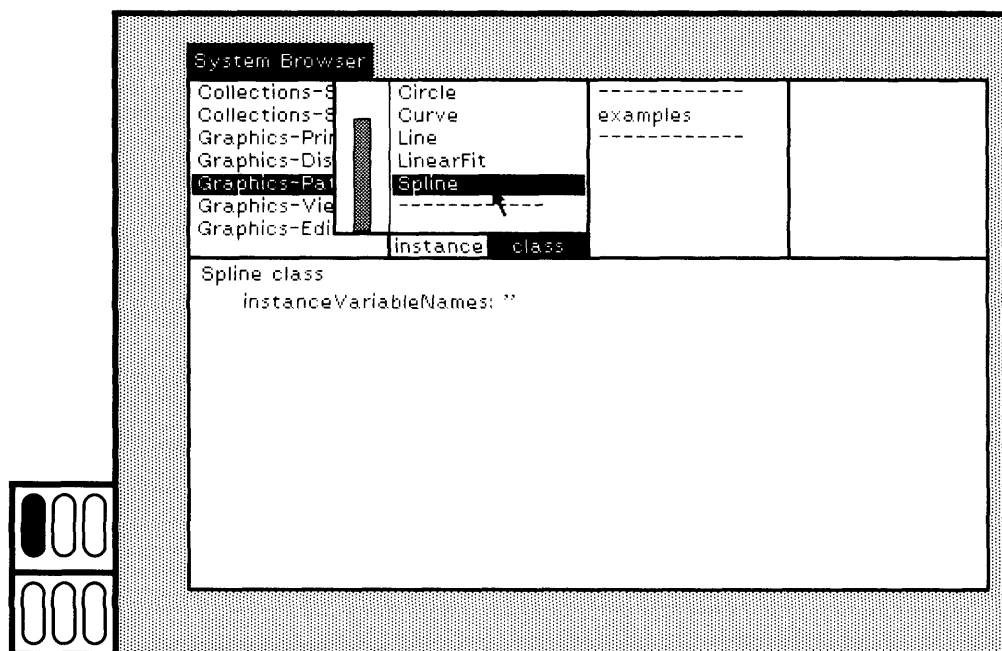 System Browser
Collections-S
Collections-S
Graphics-Prin
Graphics-Dis
Graphics-Pat
Graphics-Vie
Graphics-Edi
Circle
Curve
Line
LinearFit
Spline
-------------
instance class
-------------
examples
-------------
Spline class
instanceVariableNames: ''